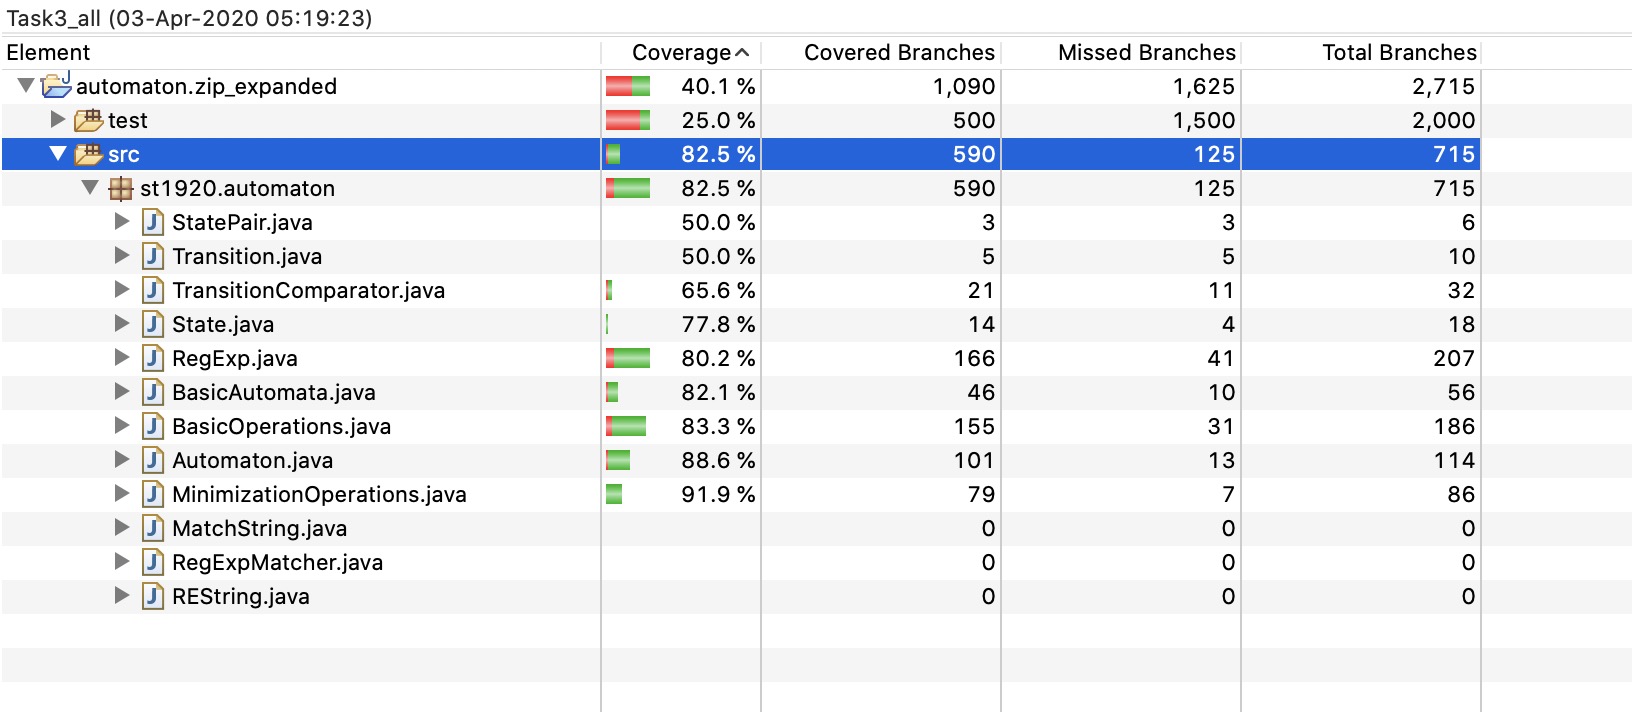 Task3_all (03-Apr-2020 05:19:23)
Element Coverage Covered Branches Missed Branches Total Branches
automaton.zip_expanded 40.1 % 1,090 1,625 2,715
test 25.0 % 500 1,500 2,000
src 82.5 % 590 125 715
st1920.automaton 82.5 % 590 125 715
StatePair.java 50.0 % 3 3 6
Transition.java 50.0 % 5 5 10
TransitionComparator.java 65.6 % 21 11 32
State.java 77.8 % 14 4 18
RegExp.java 80.2 % 166 41 207
BasicAutomata.java 82.1 % 46 10 56
BasicOperations.java 83.3 % 155 31 186
Automaton.java 88.6 % 101 13 114
MinimizationOperations.java 91.9 % 79 7 86
MatchString.java 0 0 0
RegExpMatcher.java 0 0 0
REString.java 0 0 0